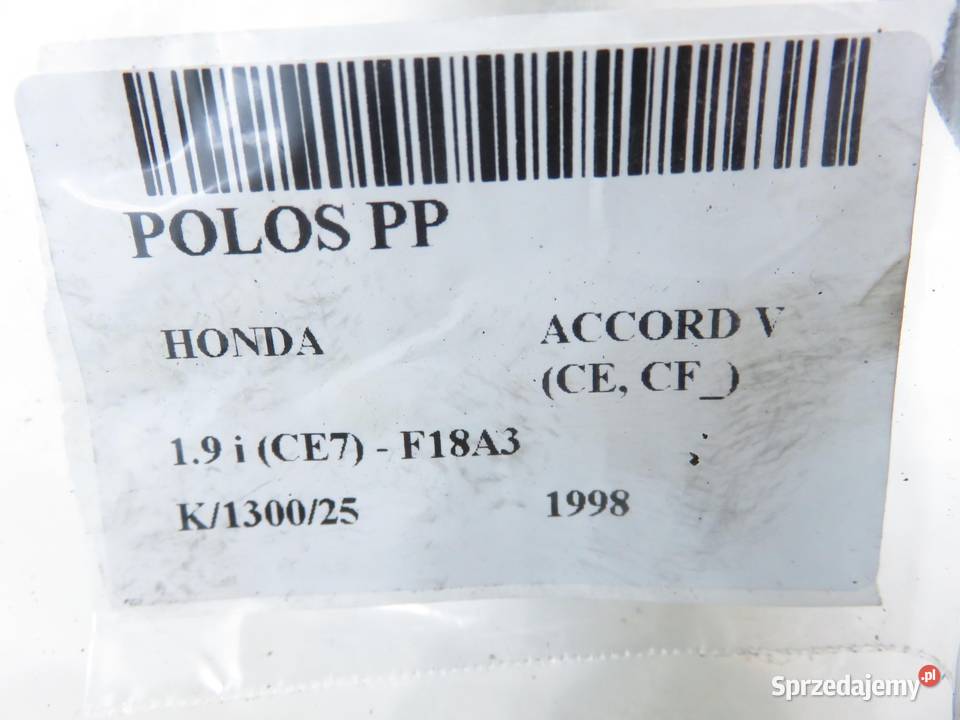 POLOS PP
HONDA ACCORD V
(CE, CF_)
1.9 i (CE7) - F18A3
K/1300/25 1998
Sprzedajemy.pl